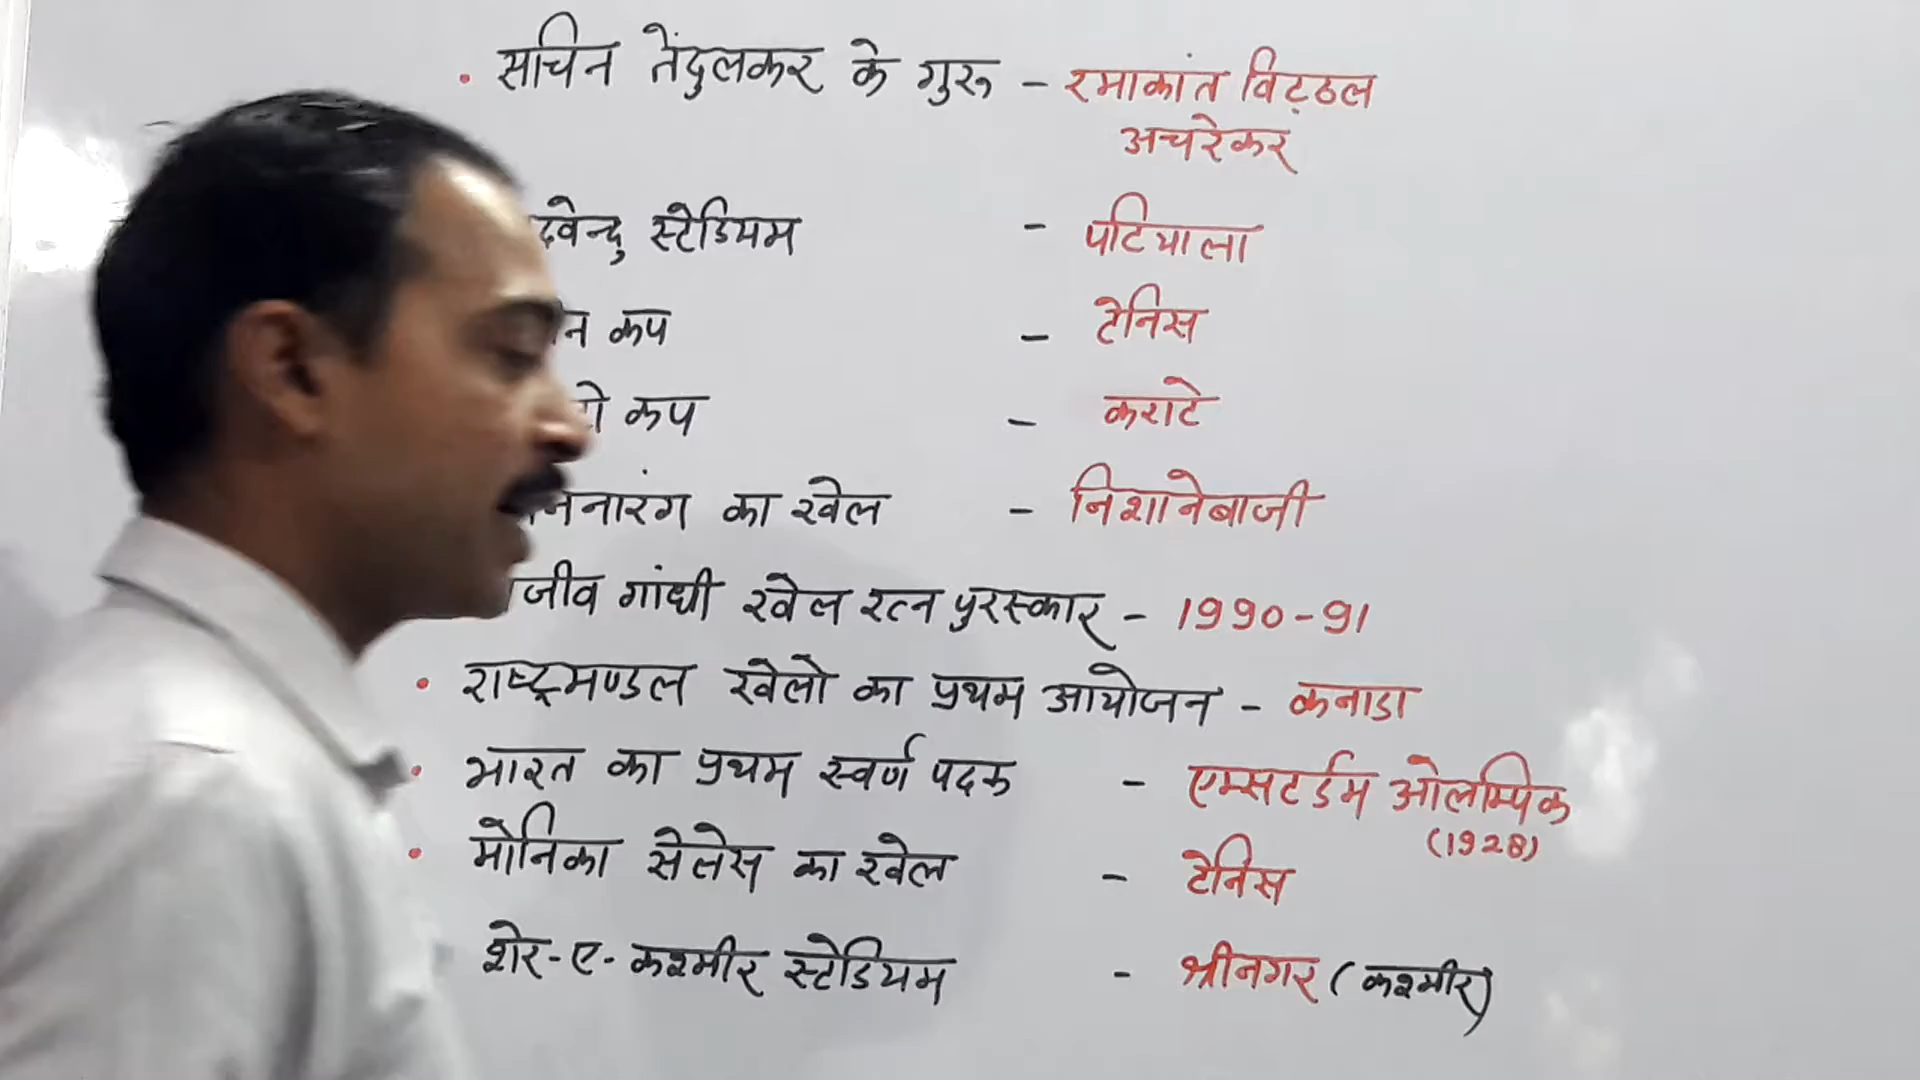 सचिन तेंदुलकर के गुरु - रमाकांत विट्ठल
अचरेकर
स्टेडियम - पटियाला
कप - टेनिस
कप - कराटे
का खेल - निशानेबाजी
गांधी खेल रत्न पुरस्कार - 1990-91
राष्ट्रमण्डल खेलो का प्रथम आयोजन - कनाडा
भारत का प्रथम स्वर्ण पदक - एम्सटर्डम ओलम्पिक
(1928)
मोनिका सेलेस का खेल - टेनिस
शेर-ए-कश्मीर स्टेडियम - श्रीनगर (कश्मीर)